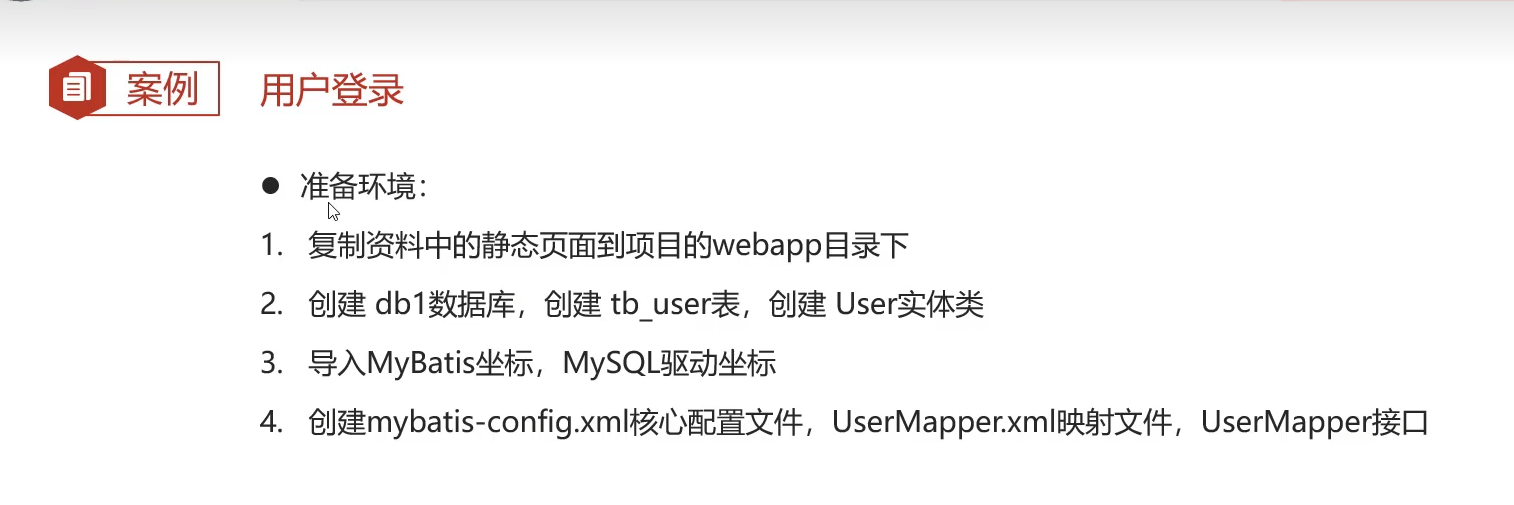 案例 用户登录
● 准备环境：
1. 复制资料中的静态页面到项目的webapp目录下
2. 创建 db1数据库，创建 tb_user表，创建 User实体类
3. 导入MyBatis坐标，MySQL驱动坐标
4. 创建mybatis-config.xml核心配置文件，UserMapper.xml映射文件，UserMapper接口